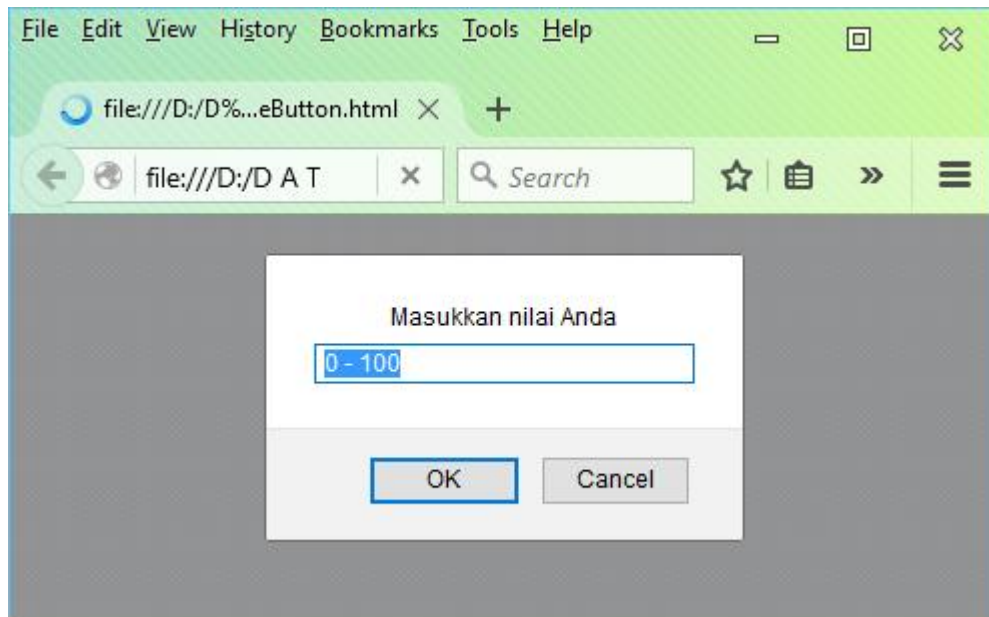 File Edit View History Bookmarks Tools Help
file:///D:/D%...eButton.html
file:///D:/D A T Search
Masukkan nilai Anda
0 - 100
OK Cancel